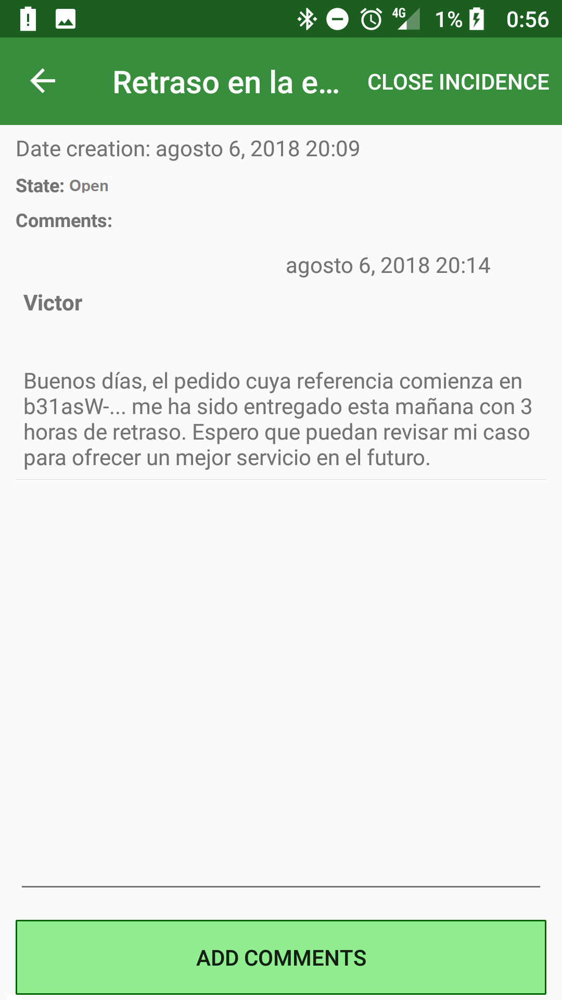 4G 1% 0:56
Retraso en la e... CLOSE INCIDENCE
Date creation: agosto 6, 2018 20:09
State: Open
Comments:
agosto 6, 2018 20:14
Victor
Buenos días, el pedido cuya referencia comienza en
b31asW-... me ha sido entregado esta mañana con 3
horas de retraso. Espero que puedan revisar mi caso
para ofrecer un mejor servicio en el futuro.
ADD COMMENTS